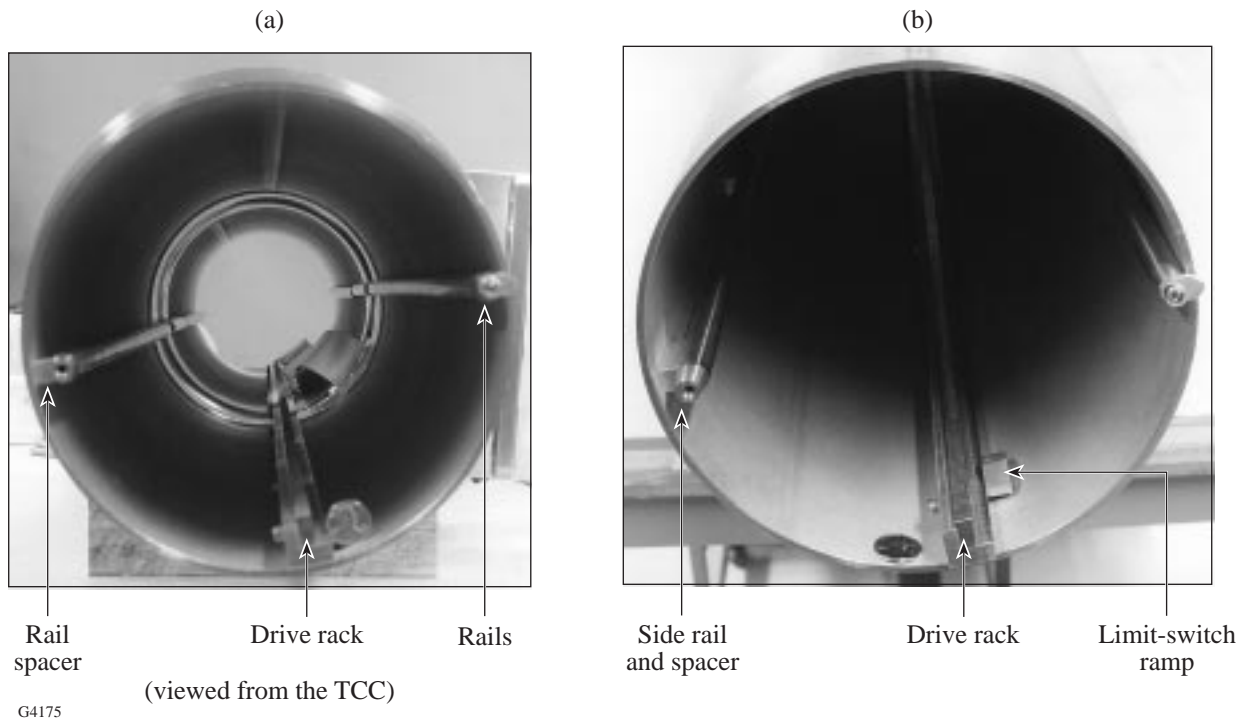 (a)
(b)
Rail
spacer
Drive rack
Rails
Side rail
and spacer
Drive rack
Limit-switch
ramp
(viewed from the TCC)
G4175